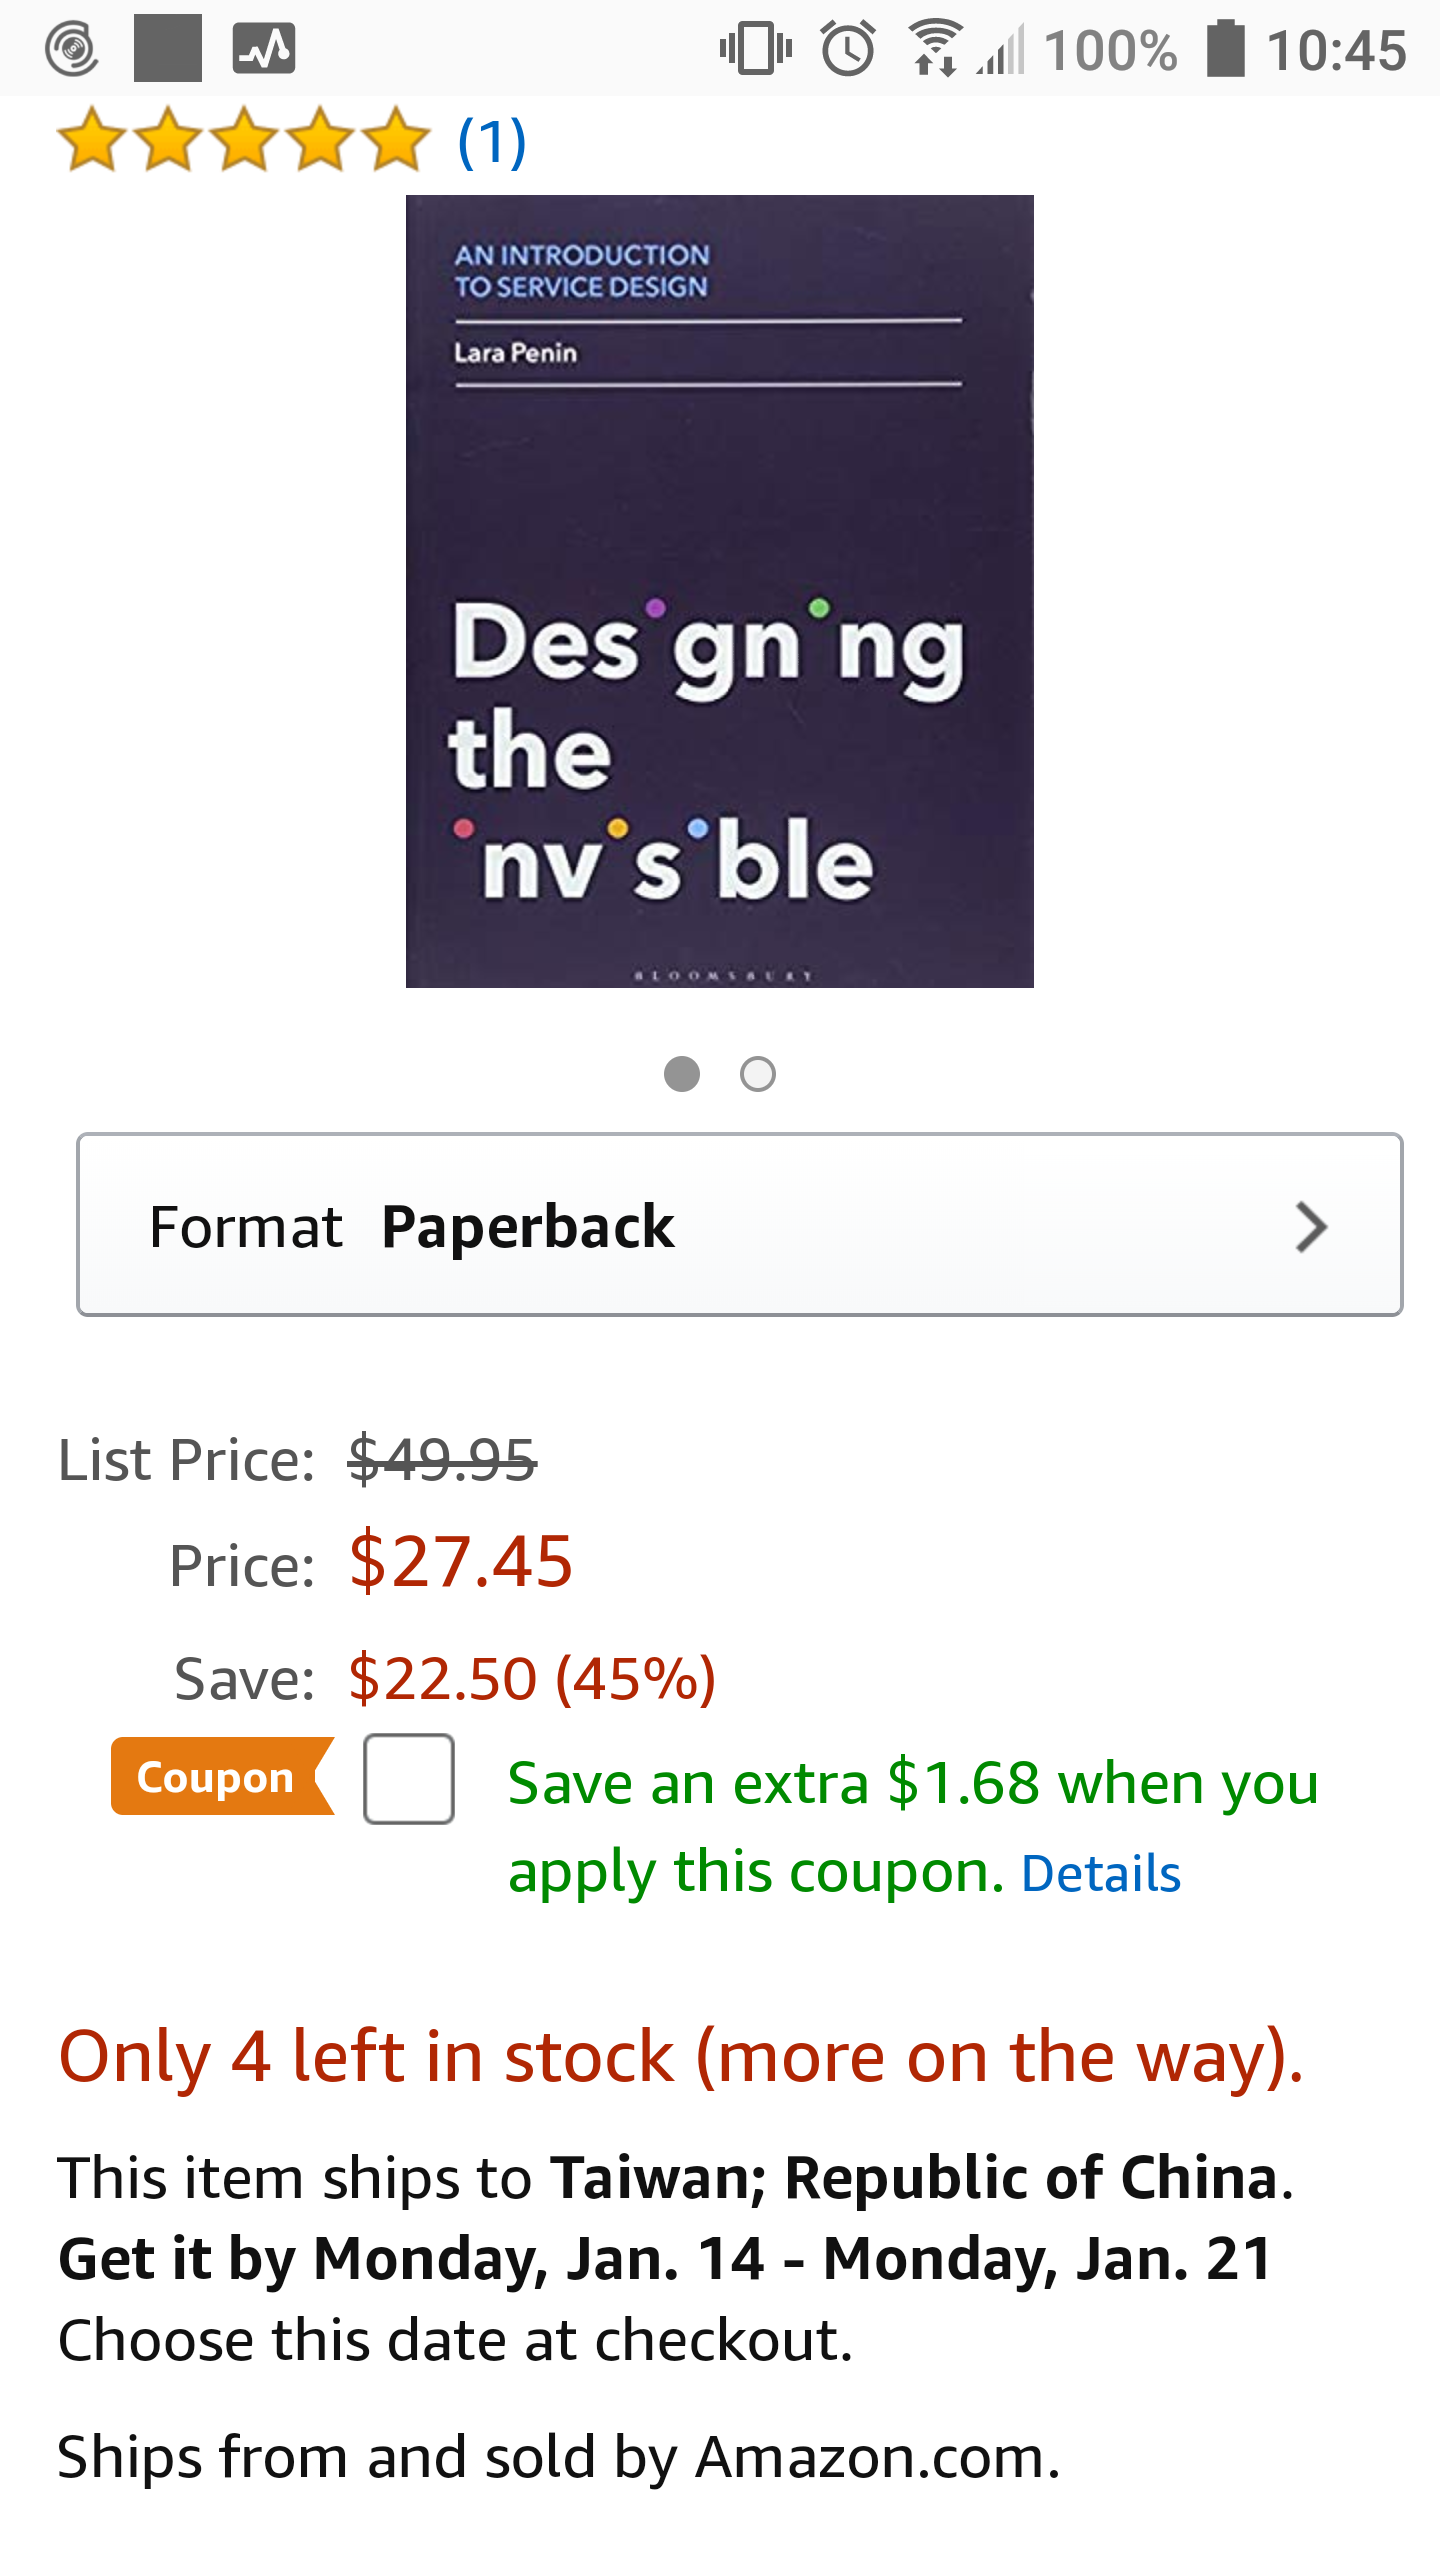 100% 10:45
(1)
AN INTRODUCTION
TO SERVICE DESIGN
Lara Penin
Des•gn•ng
the
•nv•s•ble
BLOOMSBURY
Format Paperback
List Price: $49.95
Price: $27.45
Save: $22.50 (45%)
Coupon Save an extra $1.68 when you
apply this coupon. Details
Only 4 left in stock (more on the way).
This item ships to Taiwan; Republic of China.
Get it by Monday, Jan. 14 - Monday, Jan. 21
Choose this date at checkout.
Ships from and sold by Amazon.com.